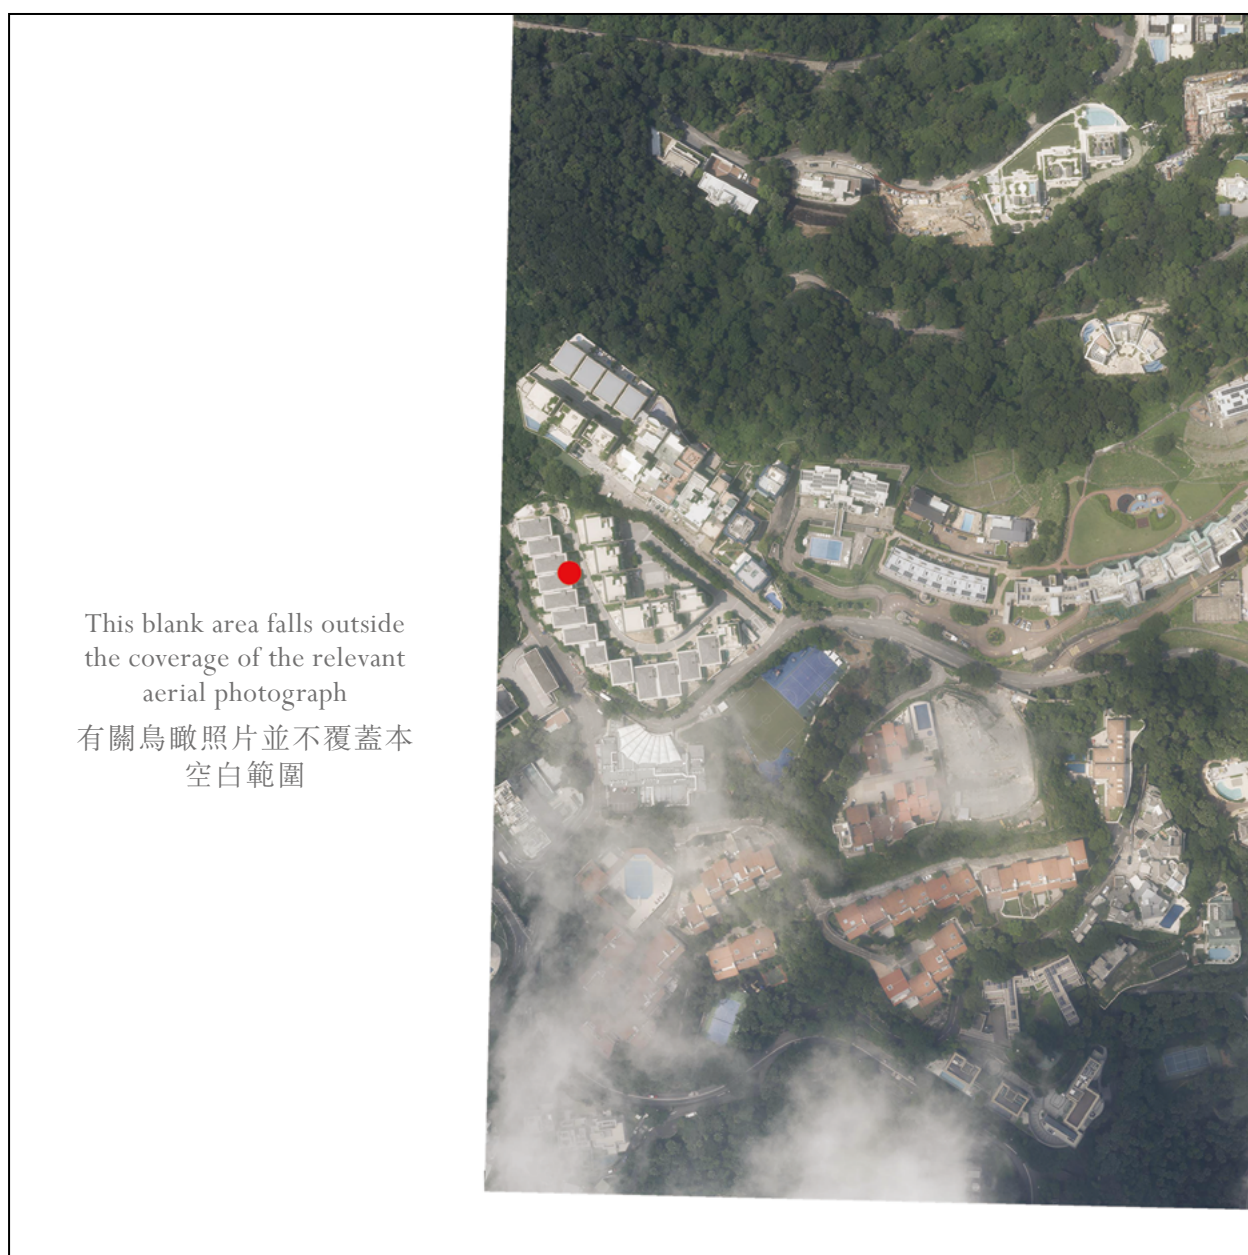 This blank area falls outside
the coverage of the relevant
aerial photograph
有關鳥瞰照片並不覆蓋本
空白範圍